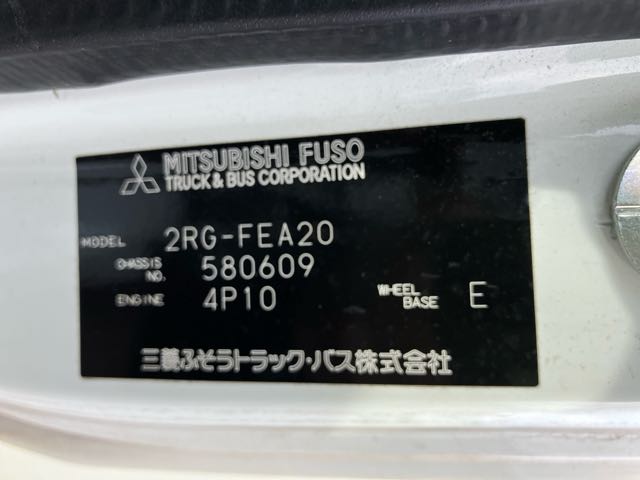 MITSUBISHI FUSO
TRUCK & BUS CORPORATION
MODEL 2RG-FEA20
CHASSIS NO. 580609
ENGINE 4P10 WHEEL BASE E
三菱ふそうトラック・バス株式会社